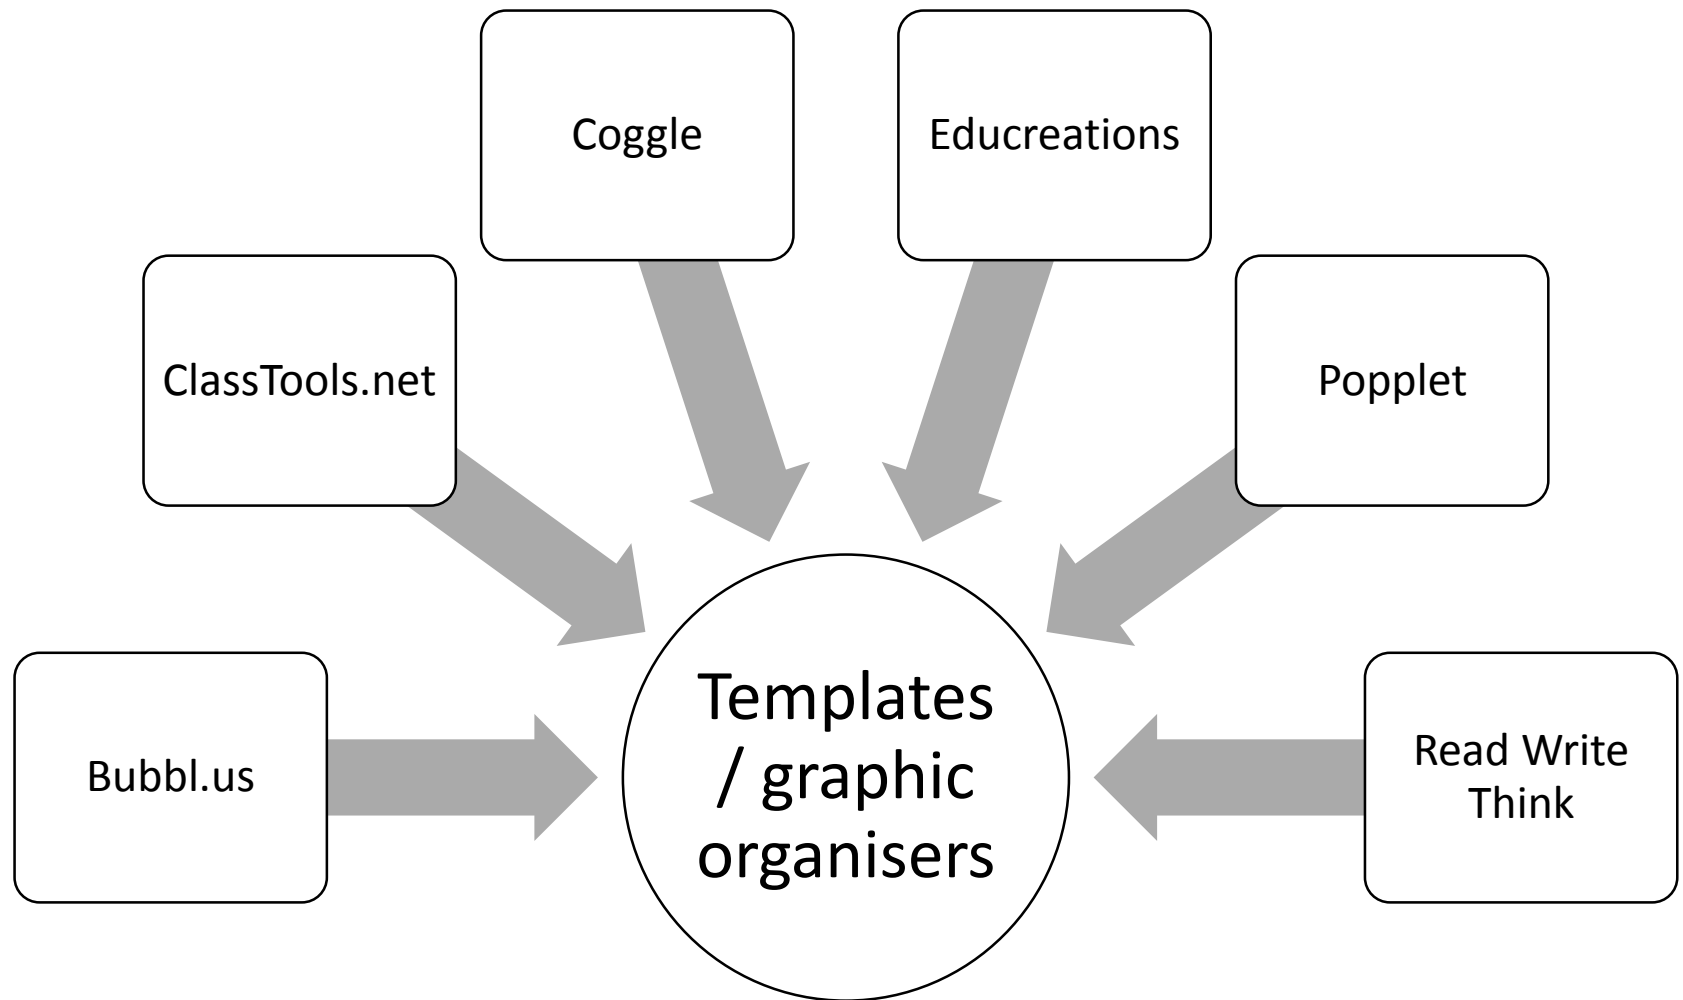 Coggle
Educreations
ClassTools.net
Popplet
Bubbl.us
Templates
/ graphic
organisers
Read Write
Think